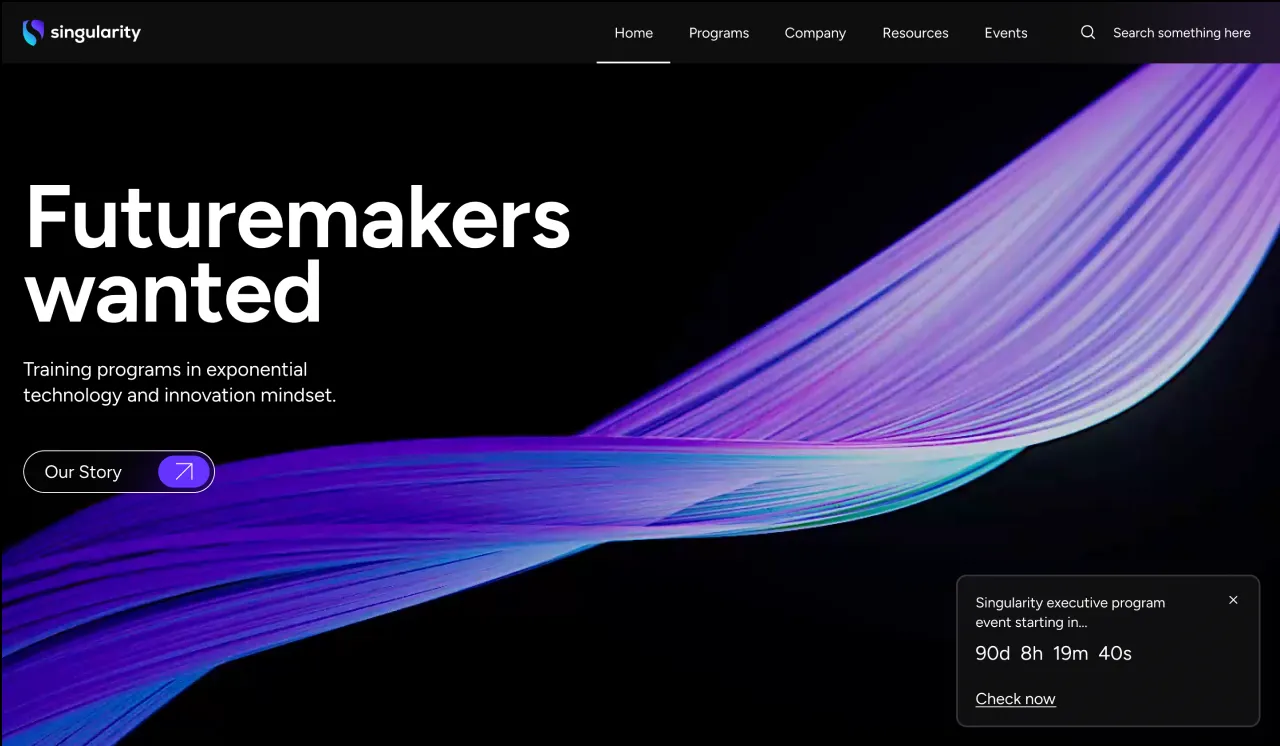 singularity
Home
Programs
Company
Resources
Events
Search something here
Futuremakers
wanted
Training programs in exponential
technology and innovation mindset.
Our Story
Singularity executive program
event starting in...
90d 8h 19m 40s
Check now